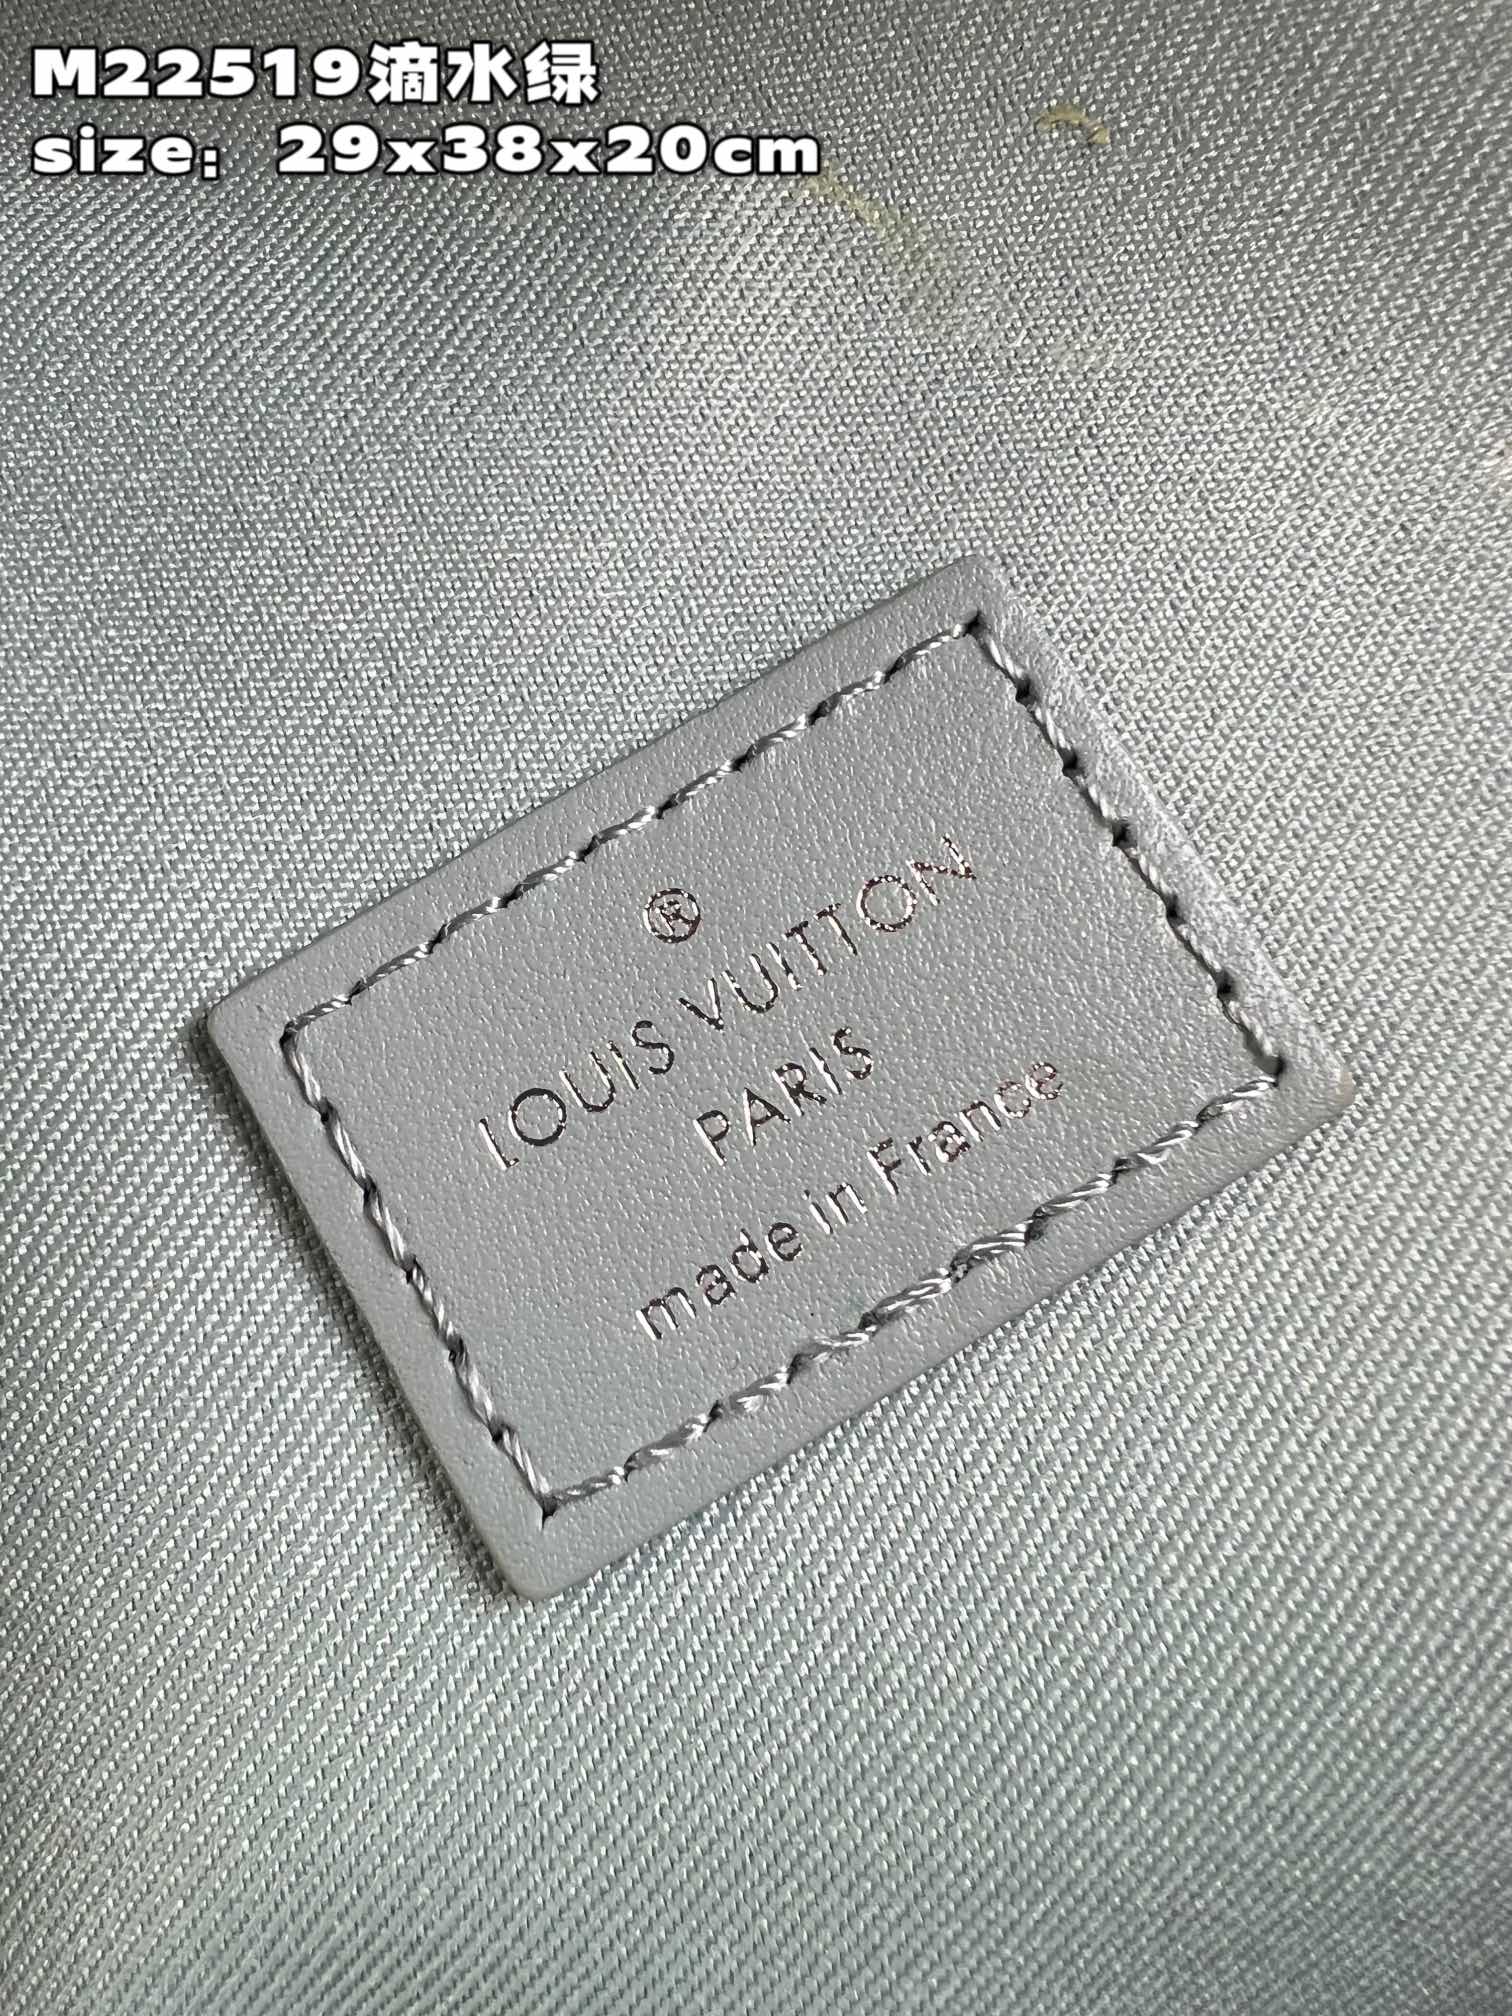 M22519滴水绿
size：29x38x20cm
®
LOUIS VUITTON
PARIS
made in France